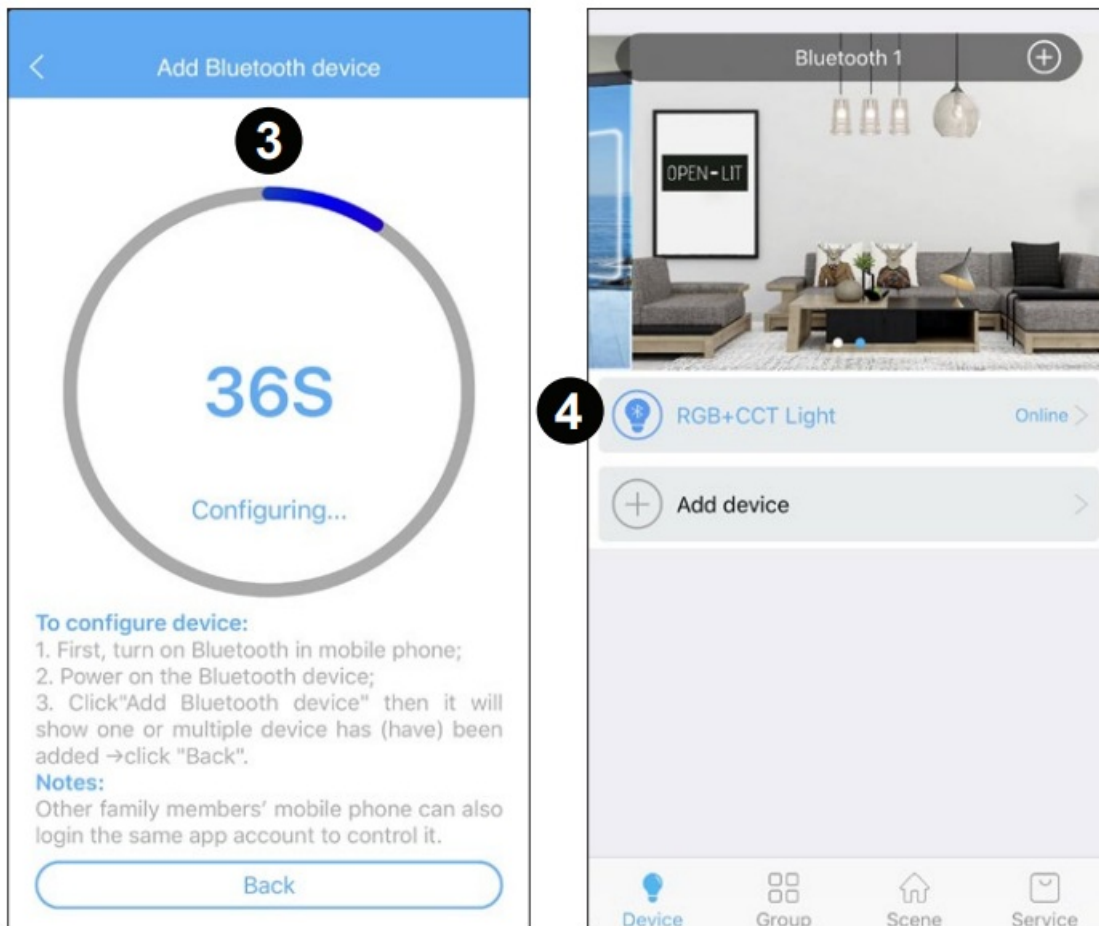 Add Bluetooth device
3
36S
Configuring...
To configure device:
1. First, turn on Bluetooth in mobile phone;
2. Power on the Bluetooth device;
3. Click"Add Bluetooth device" then it will
show one or multiple device has (have) been
added →click "Back".
Notes:
Other family members' mobile phone can also
login the same app account to control it.
Back
Bluetooth 1
OPEN-LIT
4
RGB+CCT Light
Online
Add device
Device
Group
Scene
Service